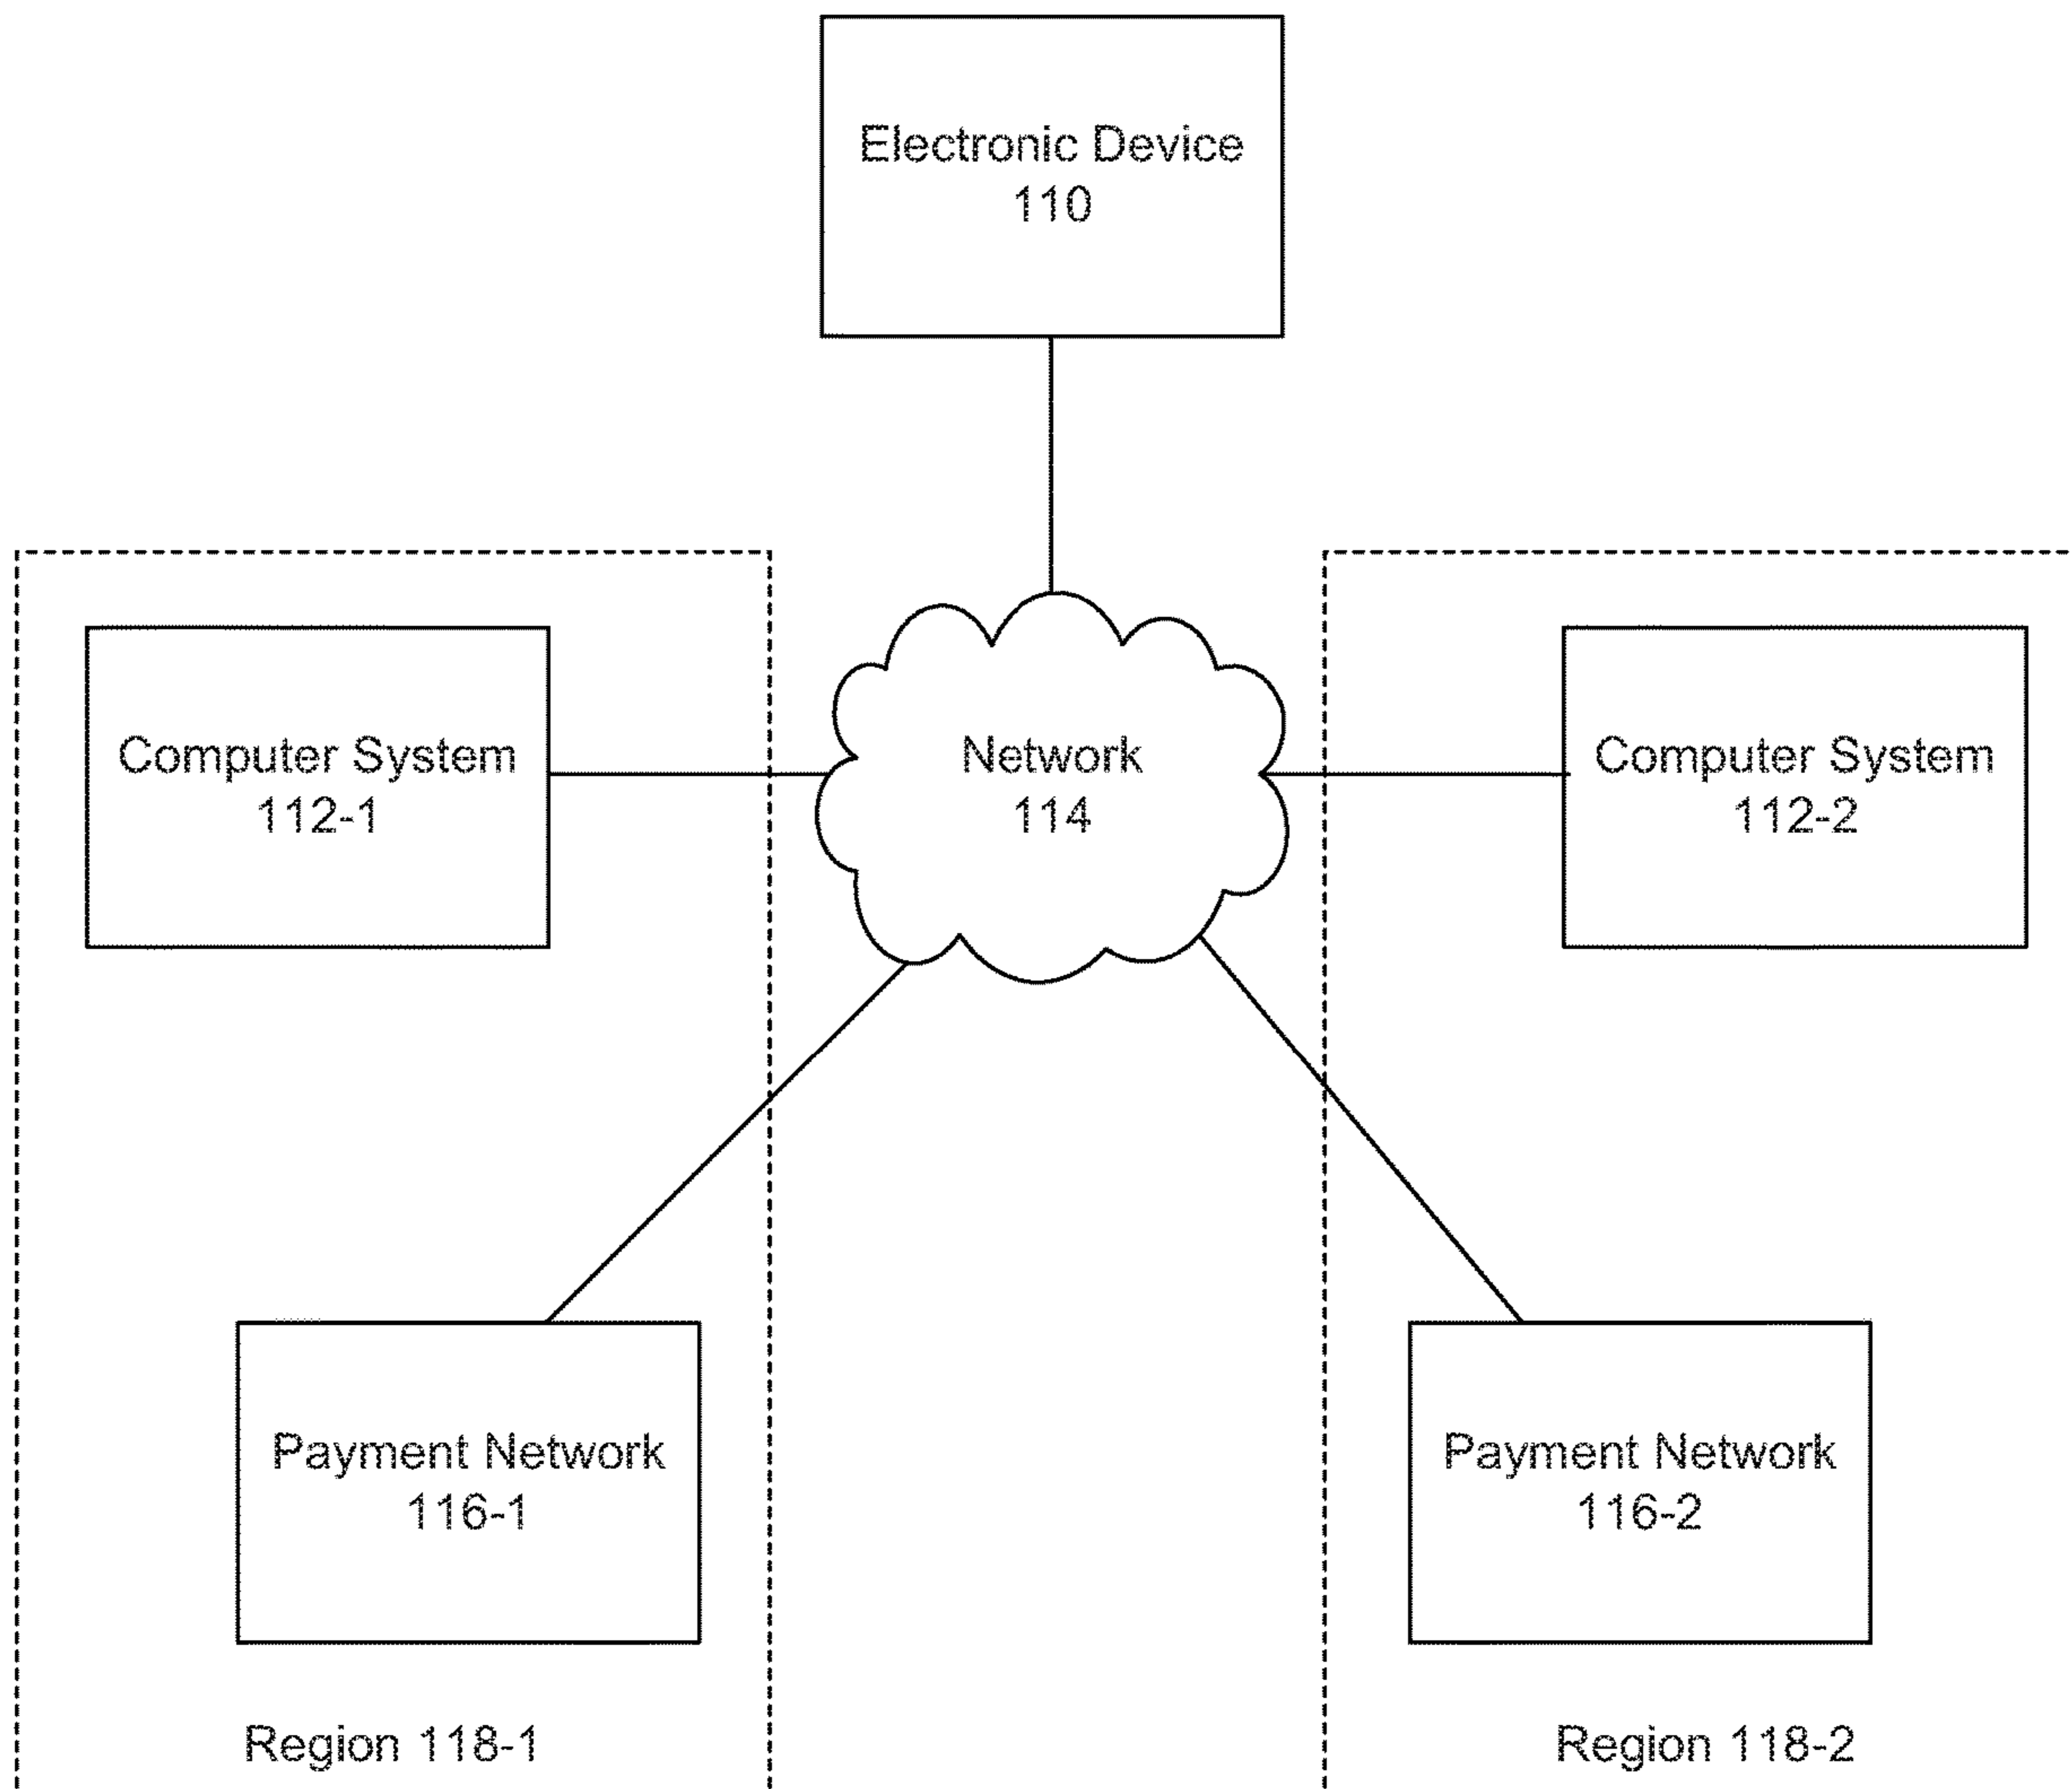 Electronic Device
110
Computer System
112-1
Network
114
Computer System
112-2
Payment Network
116-1
Payment Network
116-2
Region 118-1
Region 118-2